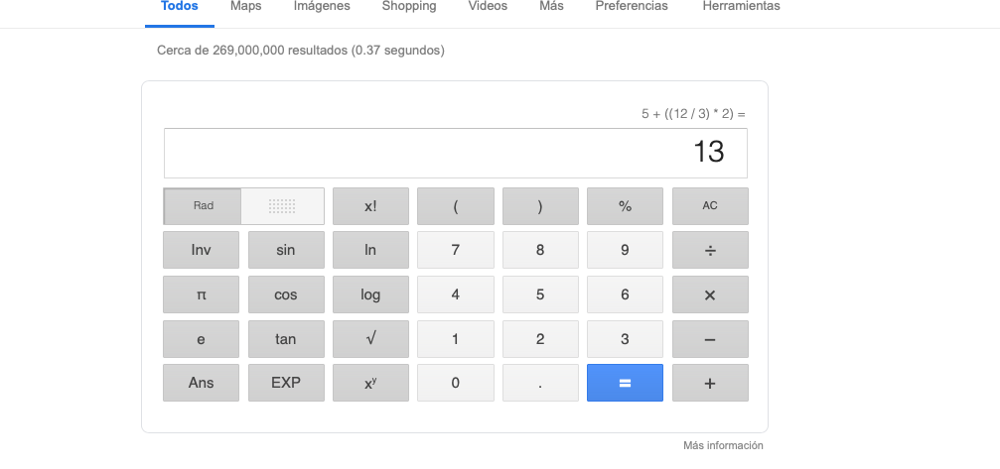 Todos Maps Imágenes Shopping Videos Más Preferencias Herramientas
Cerca de 269,000,000 resultados (0.37 segundos)
5 + ((12 / 3) * 2) =
13
Rad x! ( ) % AC
Inv sin ln 7 8 9 ÷
π cos log 4 5 6 ×
e tan √ 1 2 3 −
Ans EXP xʸ 0 . = +
Más información